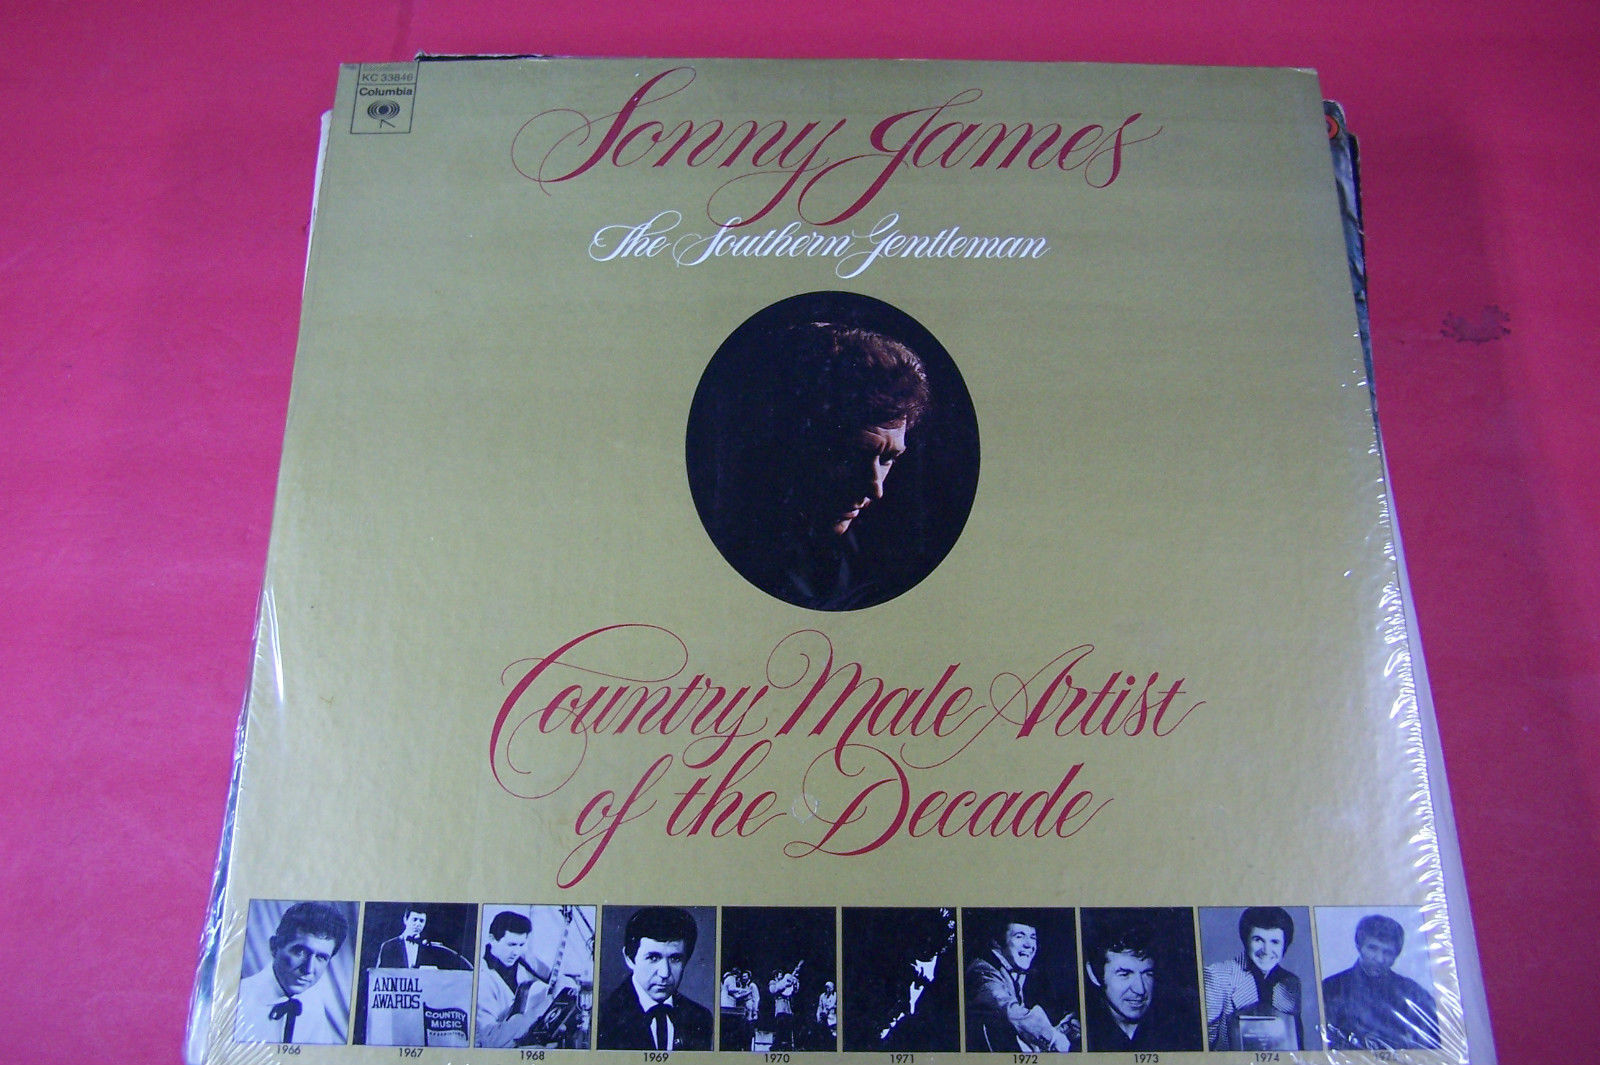 KC 33846
Columbia
Sonny James
The Southern Gentleman
Country Male Artist
of the Decade
ANNUAL
AWARDS
COUNTRY
MUSIC
1966 1967 1968 1969 1970 1971 1972 1973 1974